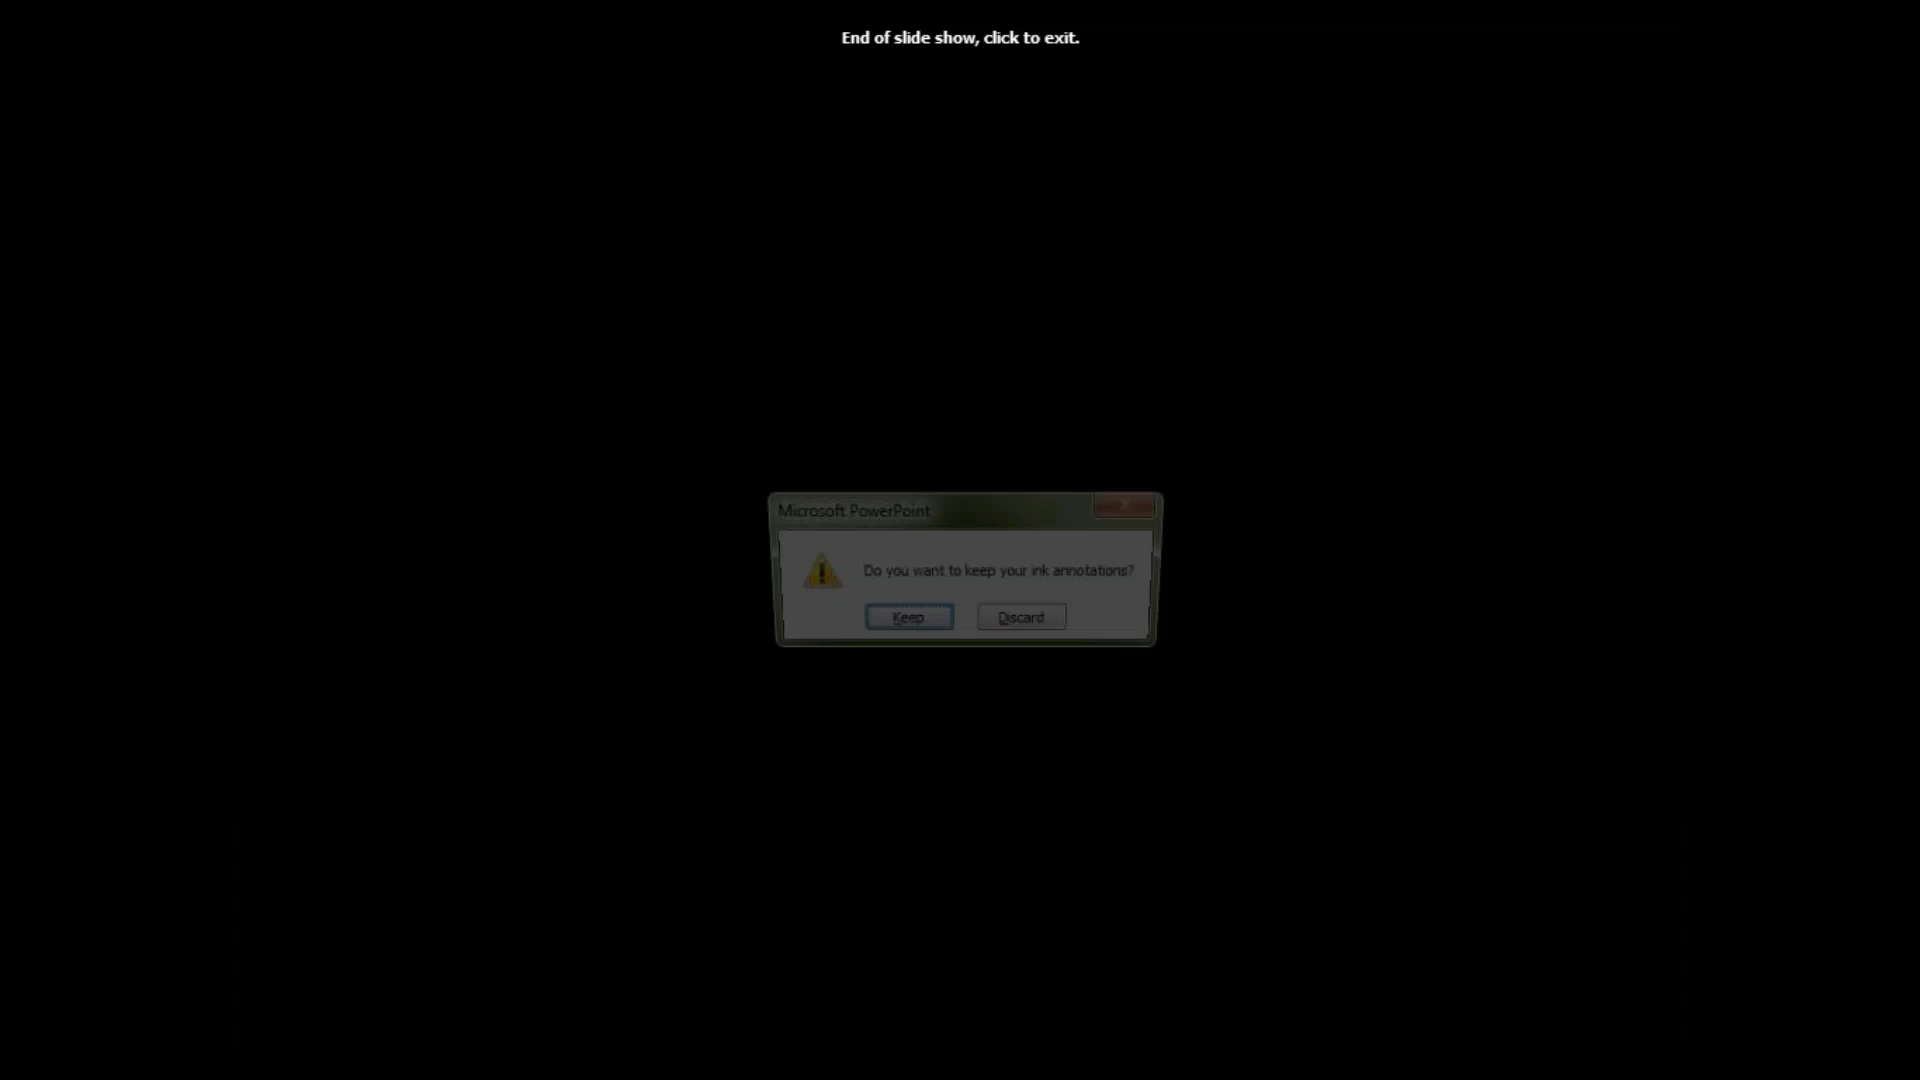 End of slide show, click to exit.
Microsoft PowerPoint
Do you want to keep your ink annotations?
Keep Discard